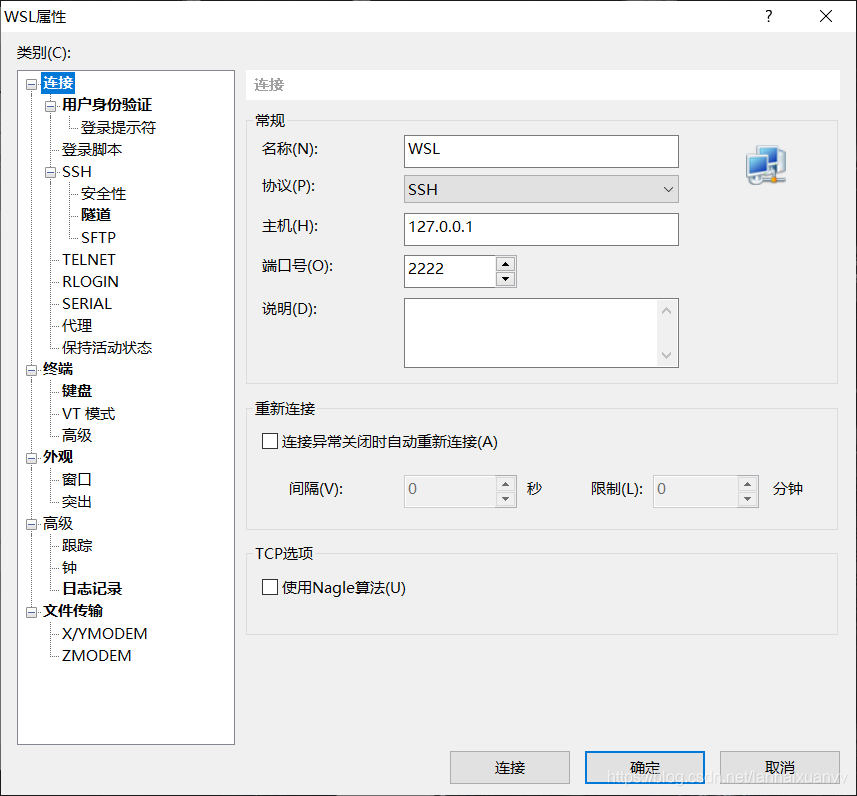 WSL属性
?
类别(C):
连接
用户身份验证
登录提示符
登录脚本
SSH
安全性
隧道
SFTP
TELNET
RLOGIN
SERIAL
代理
保持活动状态
终端
键盘
VT 模式
高级
外观
窗口
突出
高级
跟踪
钟
日志记录
文件传输
X/YMODEM
ZMODEM
连接
常规
名称(N):
WSL
协议(P):
SSH
主机(H):
127.0.0.1
端口号(O):
2222
说明(D):
重新连接
连接异常关闭时自动重新连接(A)
间隔(V): 0 秒 限制(L): 0 分钟
TCP选项
使用Nagle算法(U)
连接 确定 取消